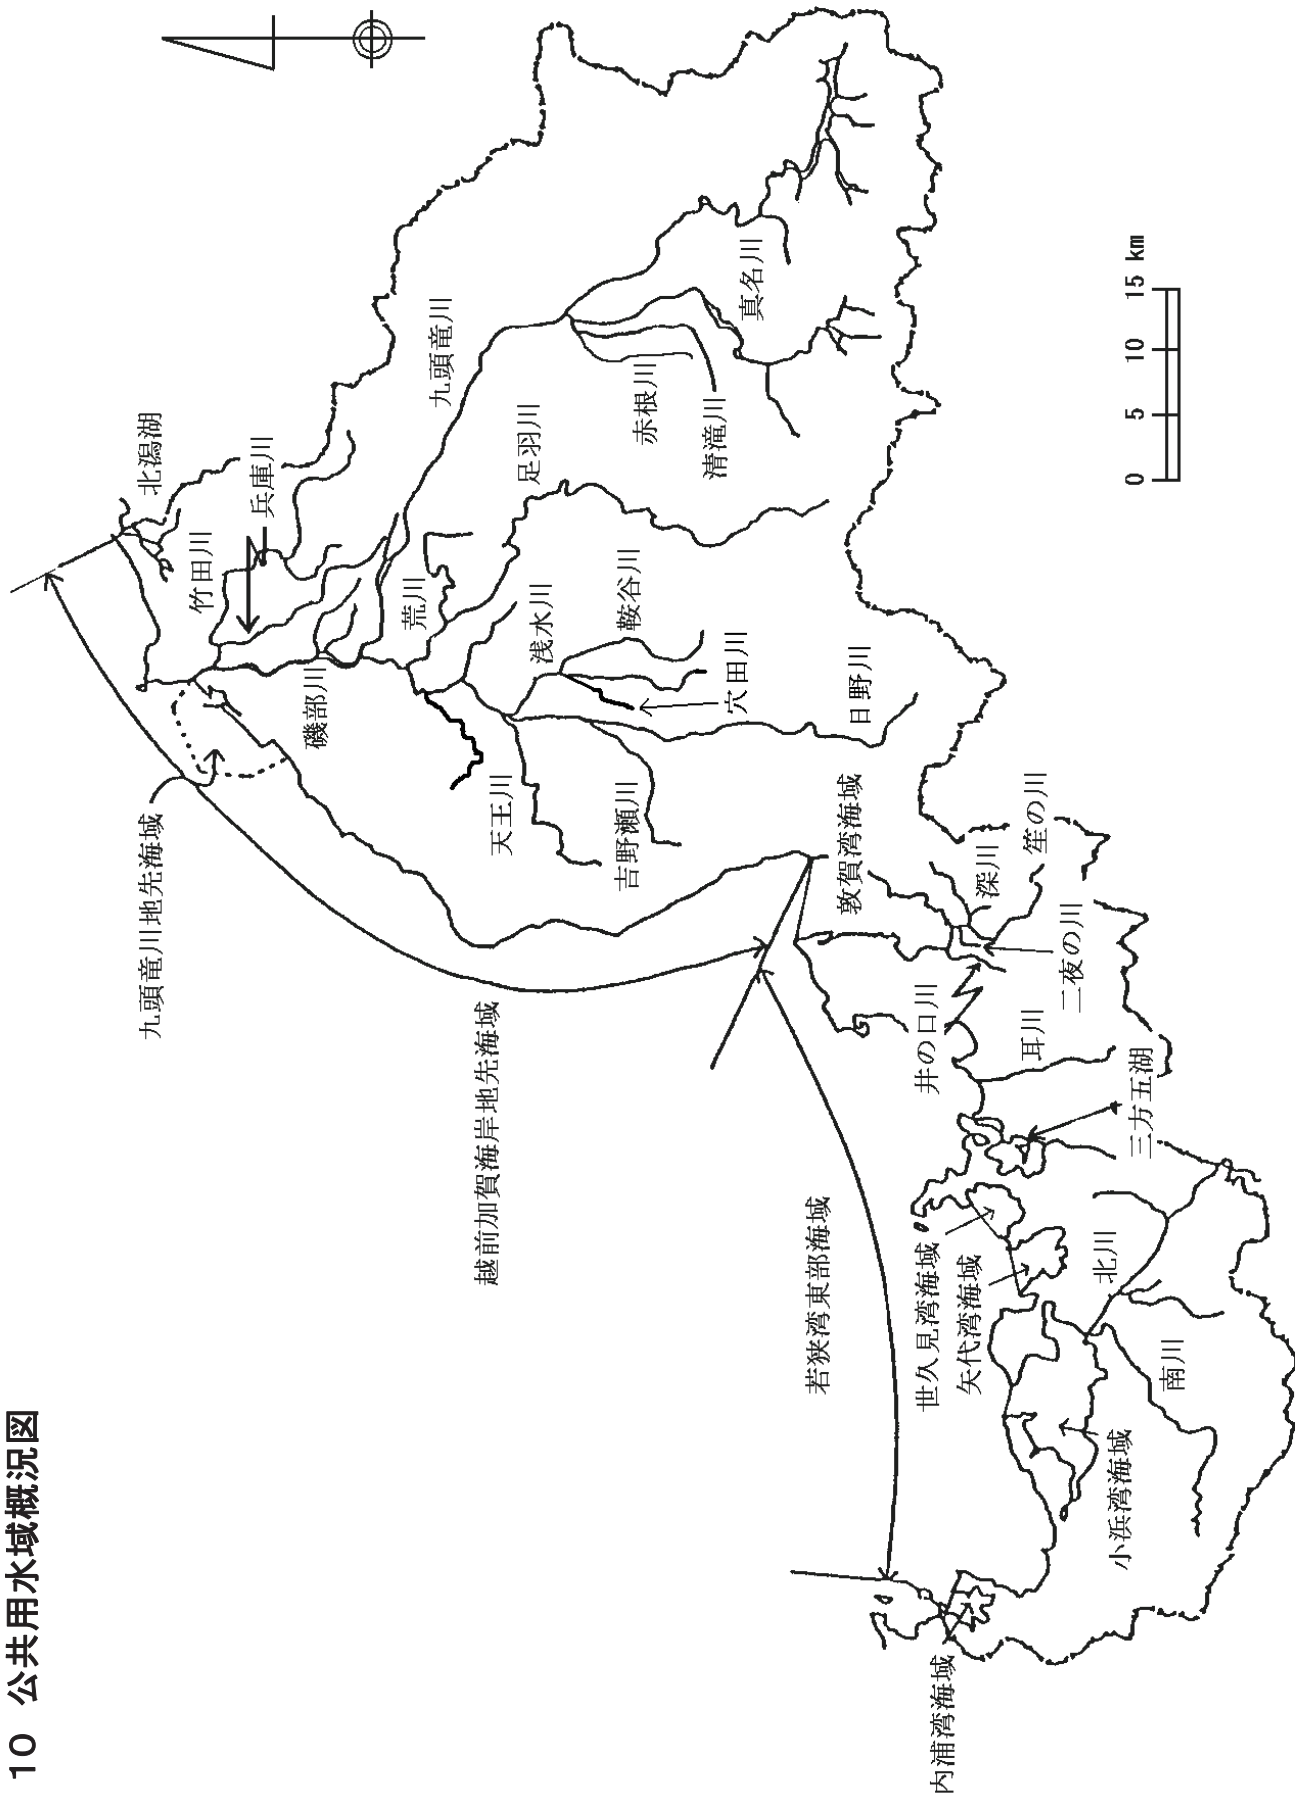 10 公共用水域概況図
北潟湖
竹田川
兵庫川
九頭竜川
磯部川
荒川
足羽川
赤根川
清滝川
真名川
浅水川
鞍谷川
穴田川
日野川
天王川
吉野瀬川
九頭竜川地先海域
越前加賀海岸地先海域
敦賀湾海域
深川
笙の川
二夜の川
井の口川
耳川
三方五湖
若狭湾東部海域
世久見湾海域
矢代湾海域
北川
南川
小浜湾海域
内浦湾海域
0 5 10 15 km